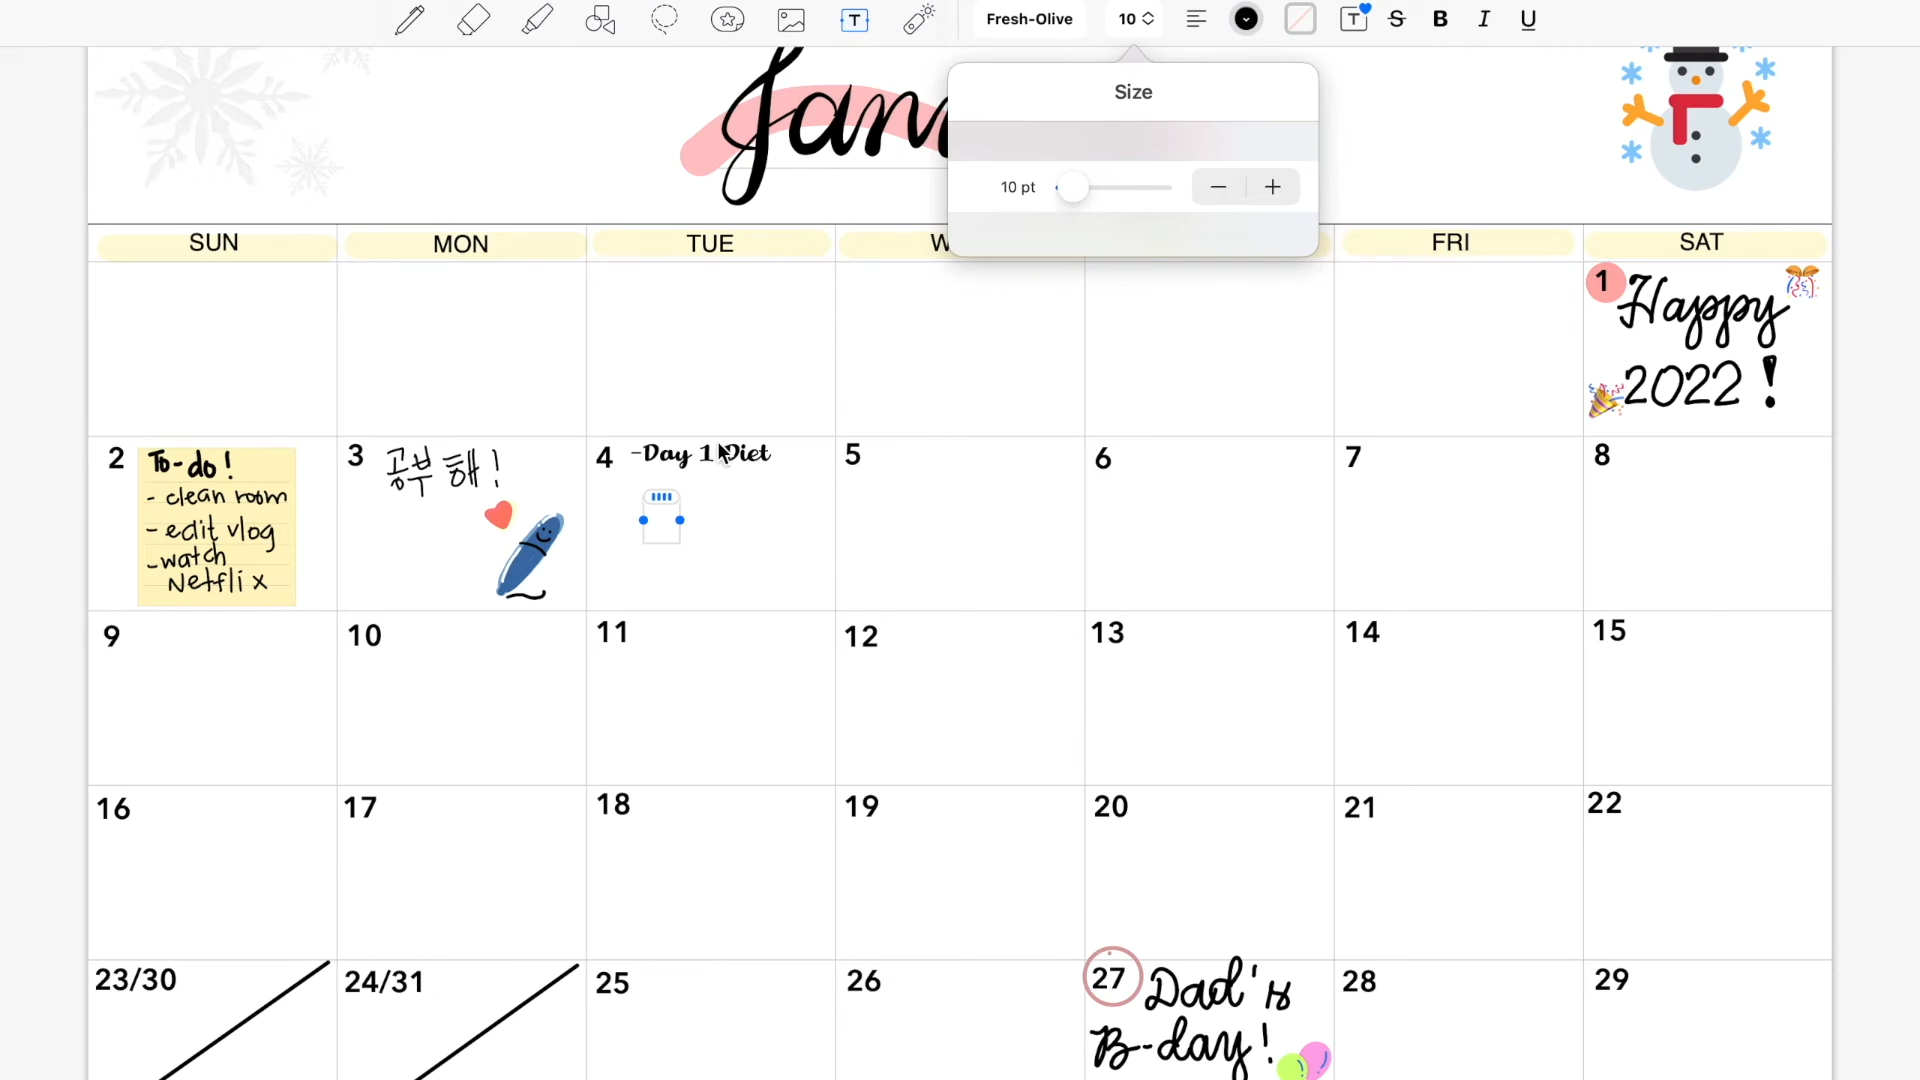 Fresh-Olive 10 T S B I U
Size
10 pt
SUN MON TUE FRI SAT
1 Happy
2022!
2 To-do!
- clean room
- edit vlog
-watch
Netflix
3 공부 해!
4 -Day 1 Diet
5 6 7 8
9 10 11 12 13 14 15
16 17 18 19 20 21 22
23/30 24/31 25 26 27 Dad's
B-day!
28 29